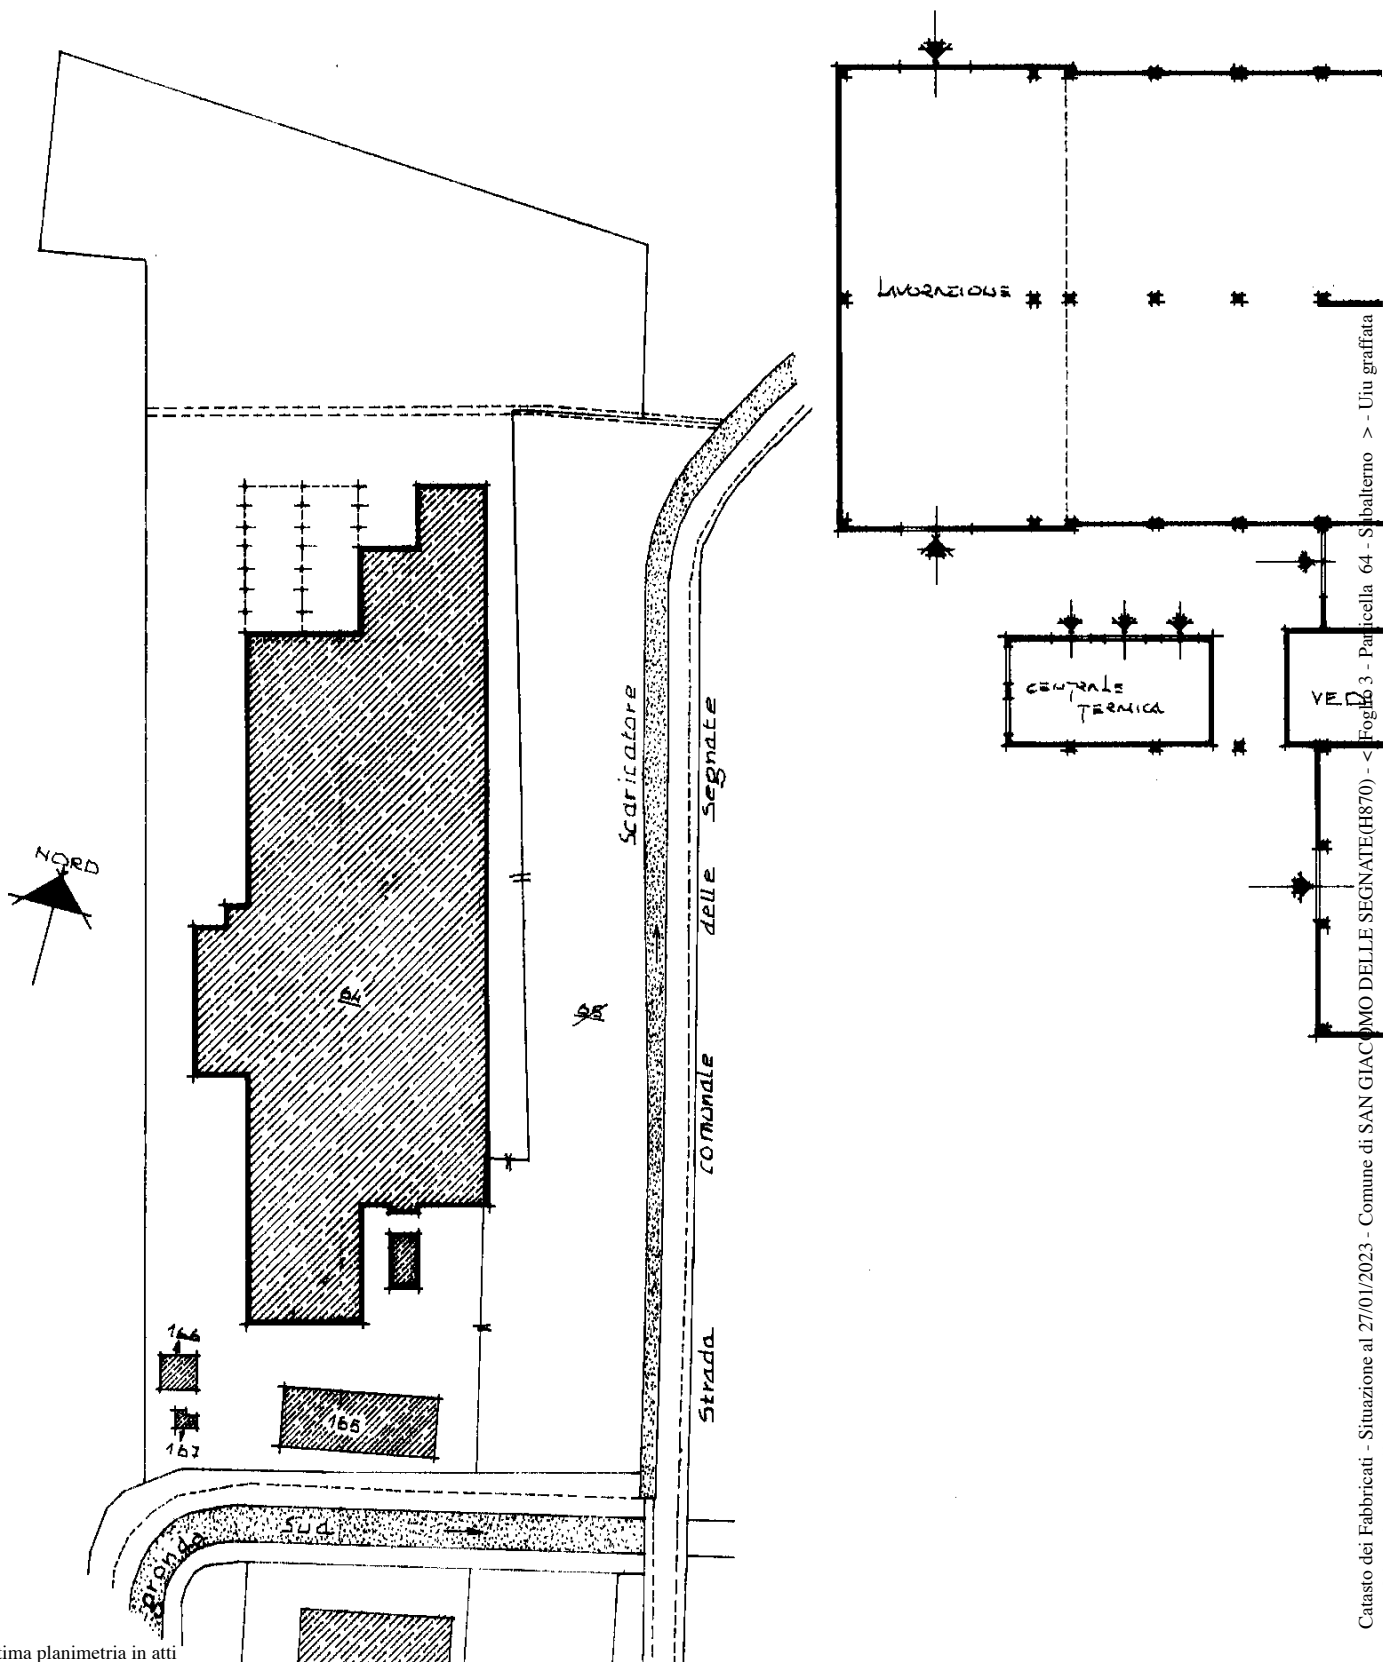 LAVORAZIONE
CENTRALE
TERMICA
VED
NORD
Scaricatore
Strada comunale delle Segnate
64
166
165
167
Gronda Sud
Catasto dei Fabbricati - Situazione al 27/01/2023 - Comune di SAN GIACOMO DELLE SEGNATE(H870) - < Foglio 3 - Particella 64 - Subalterno > - Uiu graffata
tima planimetria in atti